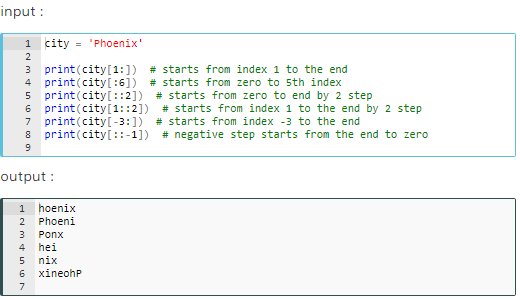 input :
1 city = 'Phoenix'
2
3 print(city[1:])  # starts from index 1 to the end
4 print(city[:6])  # starts from zero to 5th index
5 print(city[::2])  # starts from zero to end by 2 step
6 print(city[1::2])  # starts from index 1 to the end by 2 step
7 print(city[-3:])  # starts from index -3 to the end
8 print(city[::-1])  # negative step starts from the end to zero
9
output :
1 hoenix
2 Phoeni
3 Ponx
4 hei
5 nix
6 xineohP
7